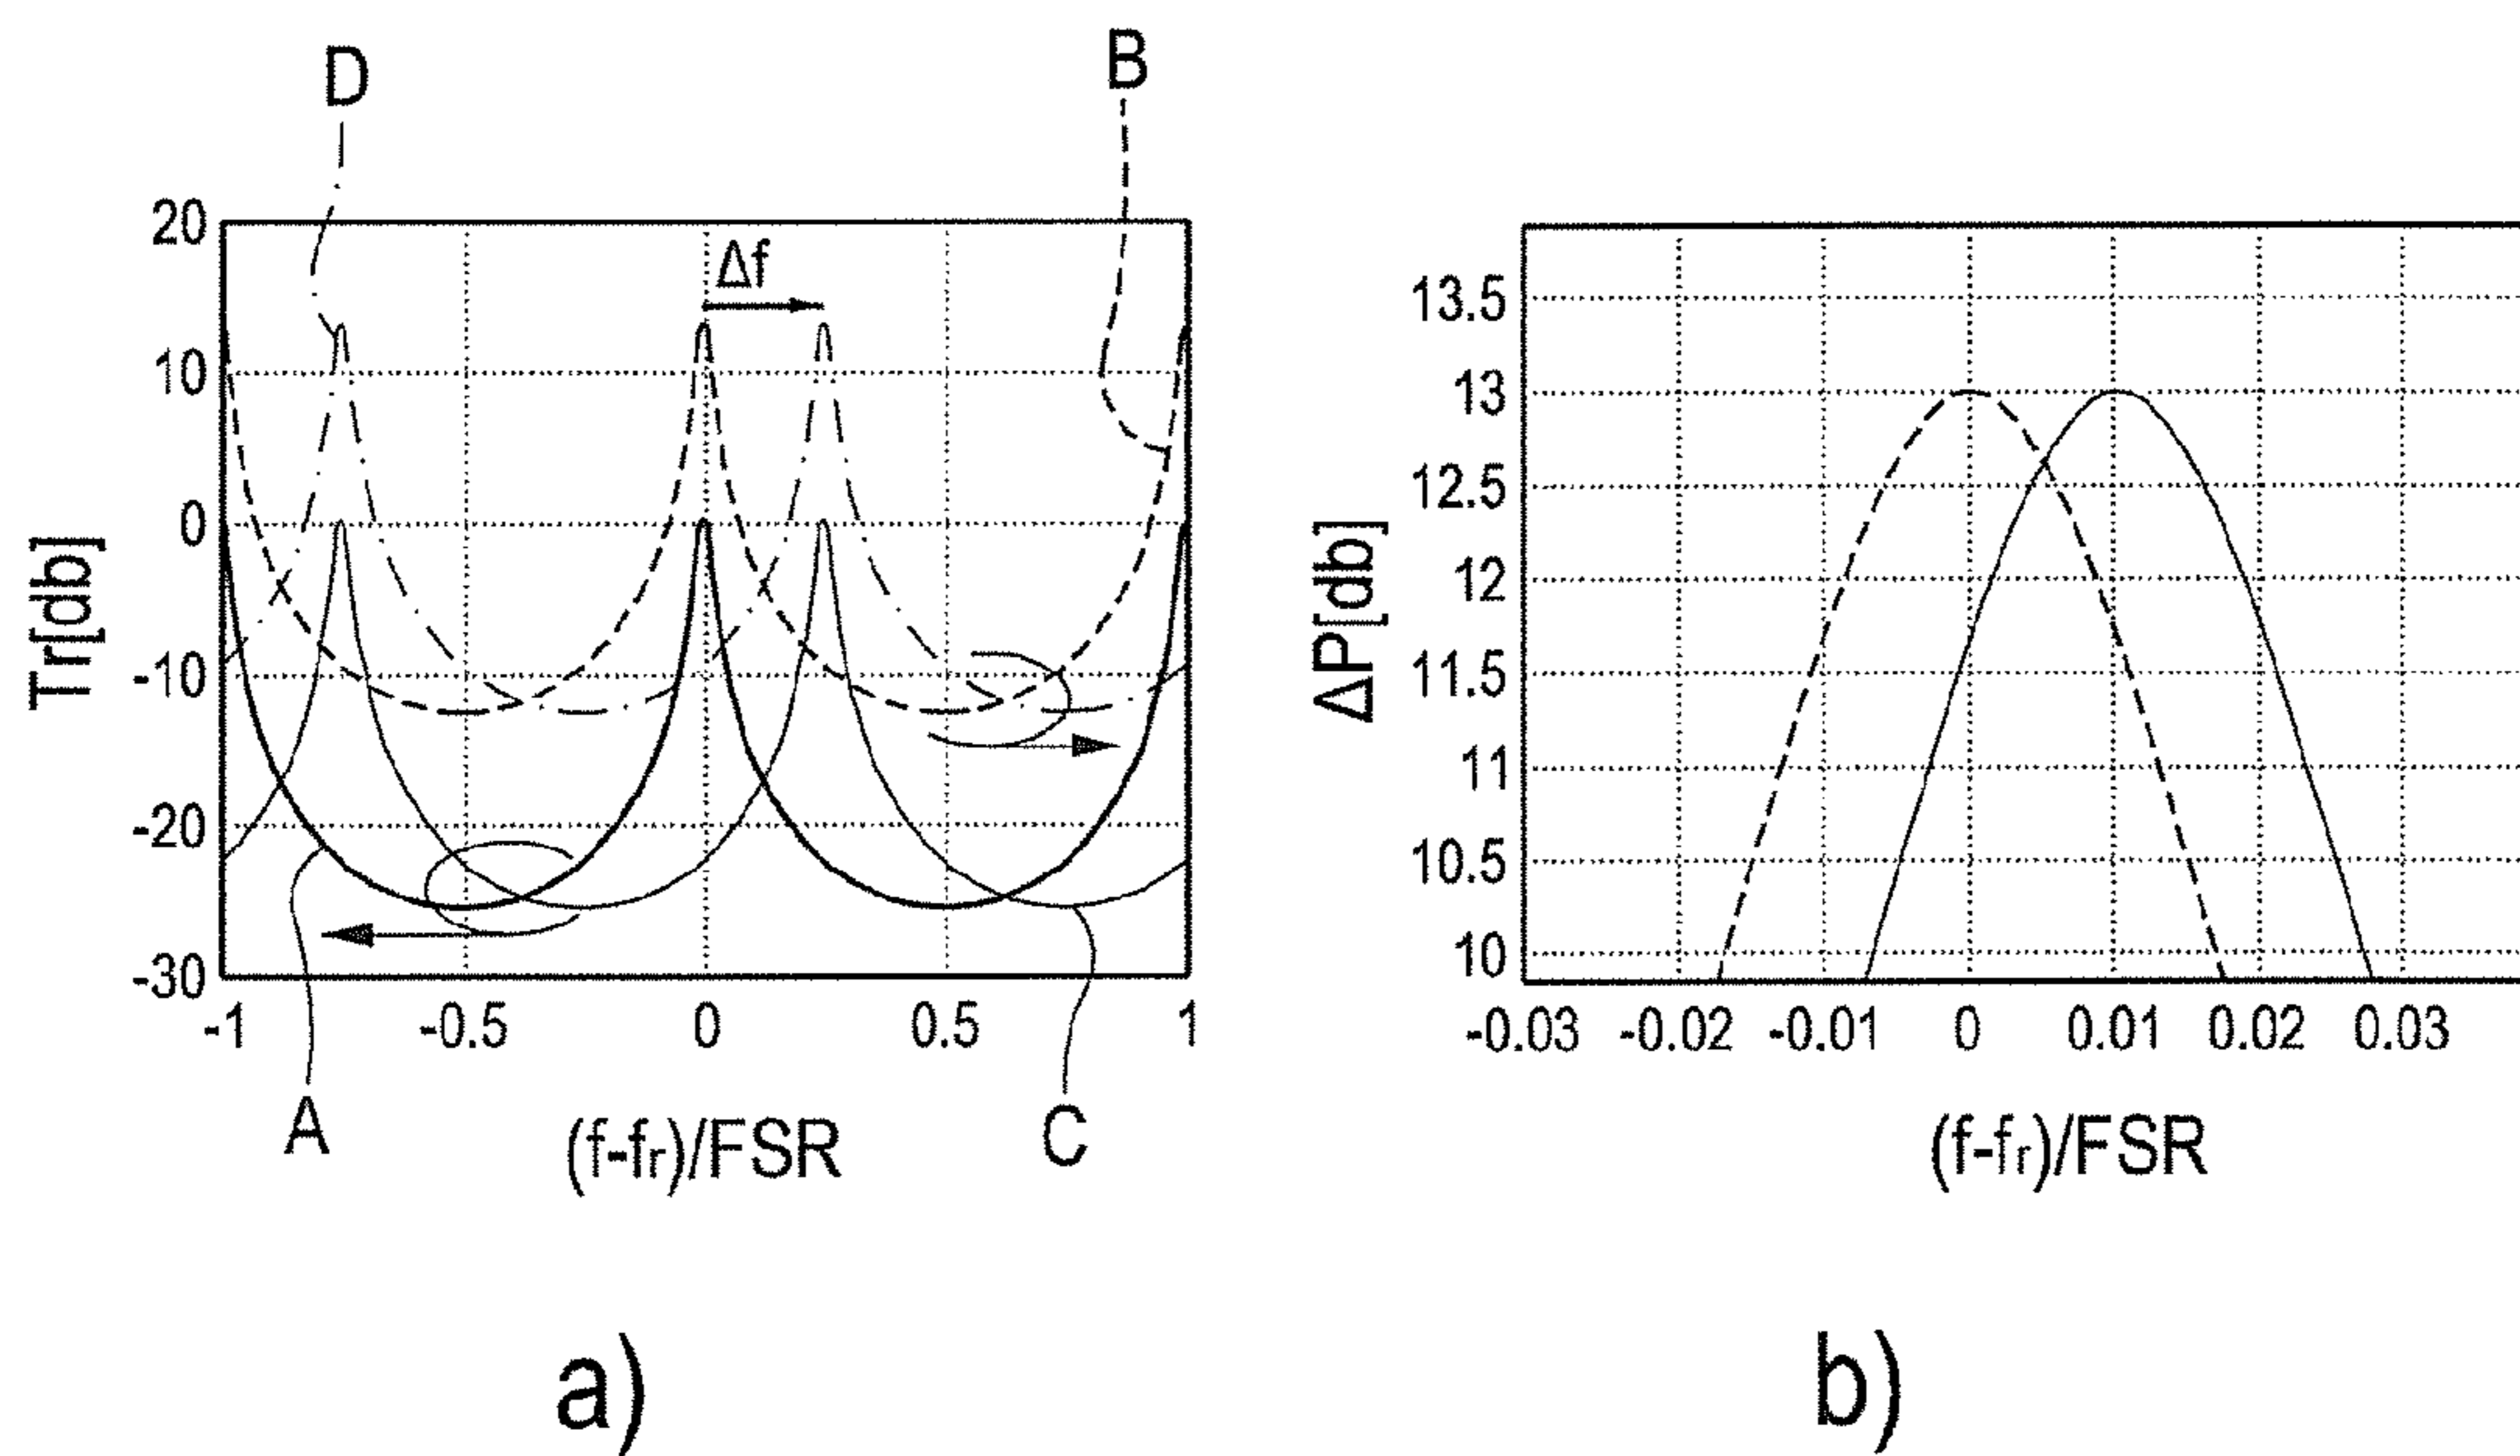 D
B
20
10
0
-10
-20
-30
Tr[db]
Δf
-1 -0.5 0 0.5 1
A
(f-fr)/FSR
C
a)
13.5
13
12.5
12
11.5
11
10.5
10
ΔP[db]
-0.03 -0.02 -0.01 0 0.01 0.02 0.03
(f-fr)/FSR
b)